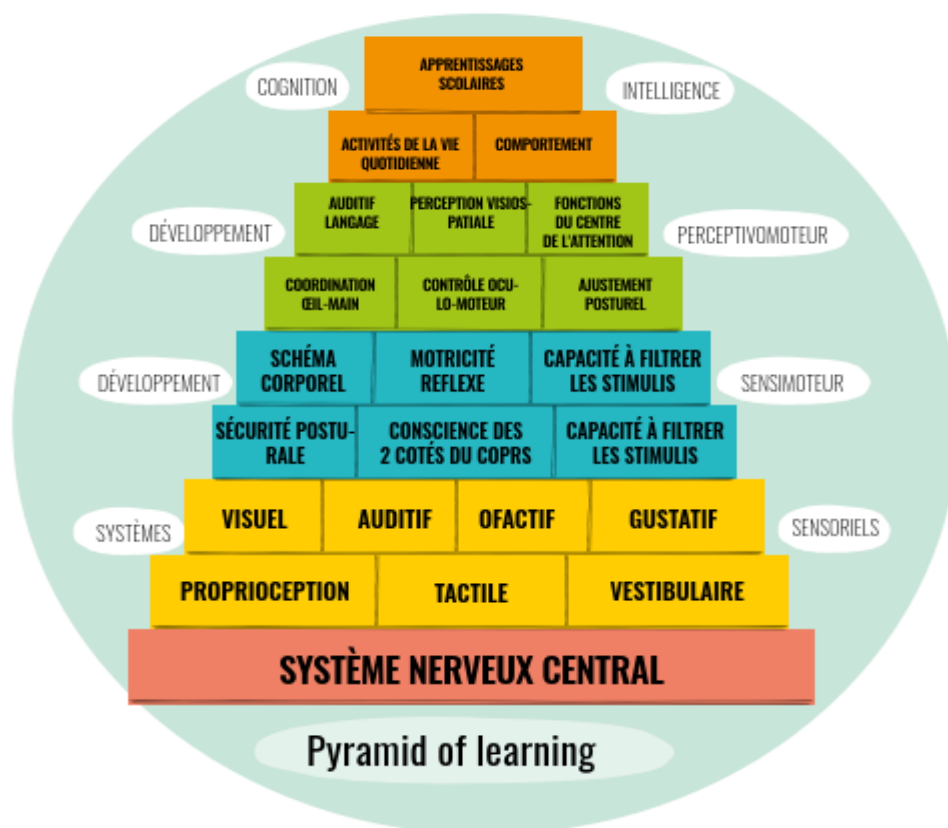 APPRENTISSAGES
SCOLAIRES
COGNITION
INTELLIGENCE
ACTIVITÉS DE LA VIE
QUOTIDIENNE
COMPORTEMENT
AUDITIF
LANGAGE
PERCEPTION VISIOS-
PATIALE
FONCTIONS
DU CENTRE
DE L'ATTENTION
DÉVELOPPEMENT
PERCEPTIVOMOTEUR
COORDINATION
ŒIL-MAIN
CONTRÔLE OCU-
LO-MOTEUR
AJUSTEMENT
POSTUREL
SCHÉMA
CORPOREL
MOTRICITÉ
REFLEXE
CAPACITÉ À FILTRER
LES STIMULIS
DÉVELOPPEMENT
SENSIMOTEUR
SÉCURITÉ POSTU-
RALE
CONSCIENCE DES
2 COTÉS DU COPRS
CAPACITÉ À FILTRER
LES STIMULIS
VISUEL
AUDITIF
OFACTIF
GUSTATIF
SYSTÈMES
SENSORIELS
PROPRIOCEPTION
TACTILE
VESTIBULAIRE
SYSTÈME NERVEUX CENTRAL
Pyramid of learning